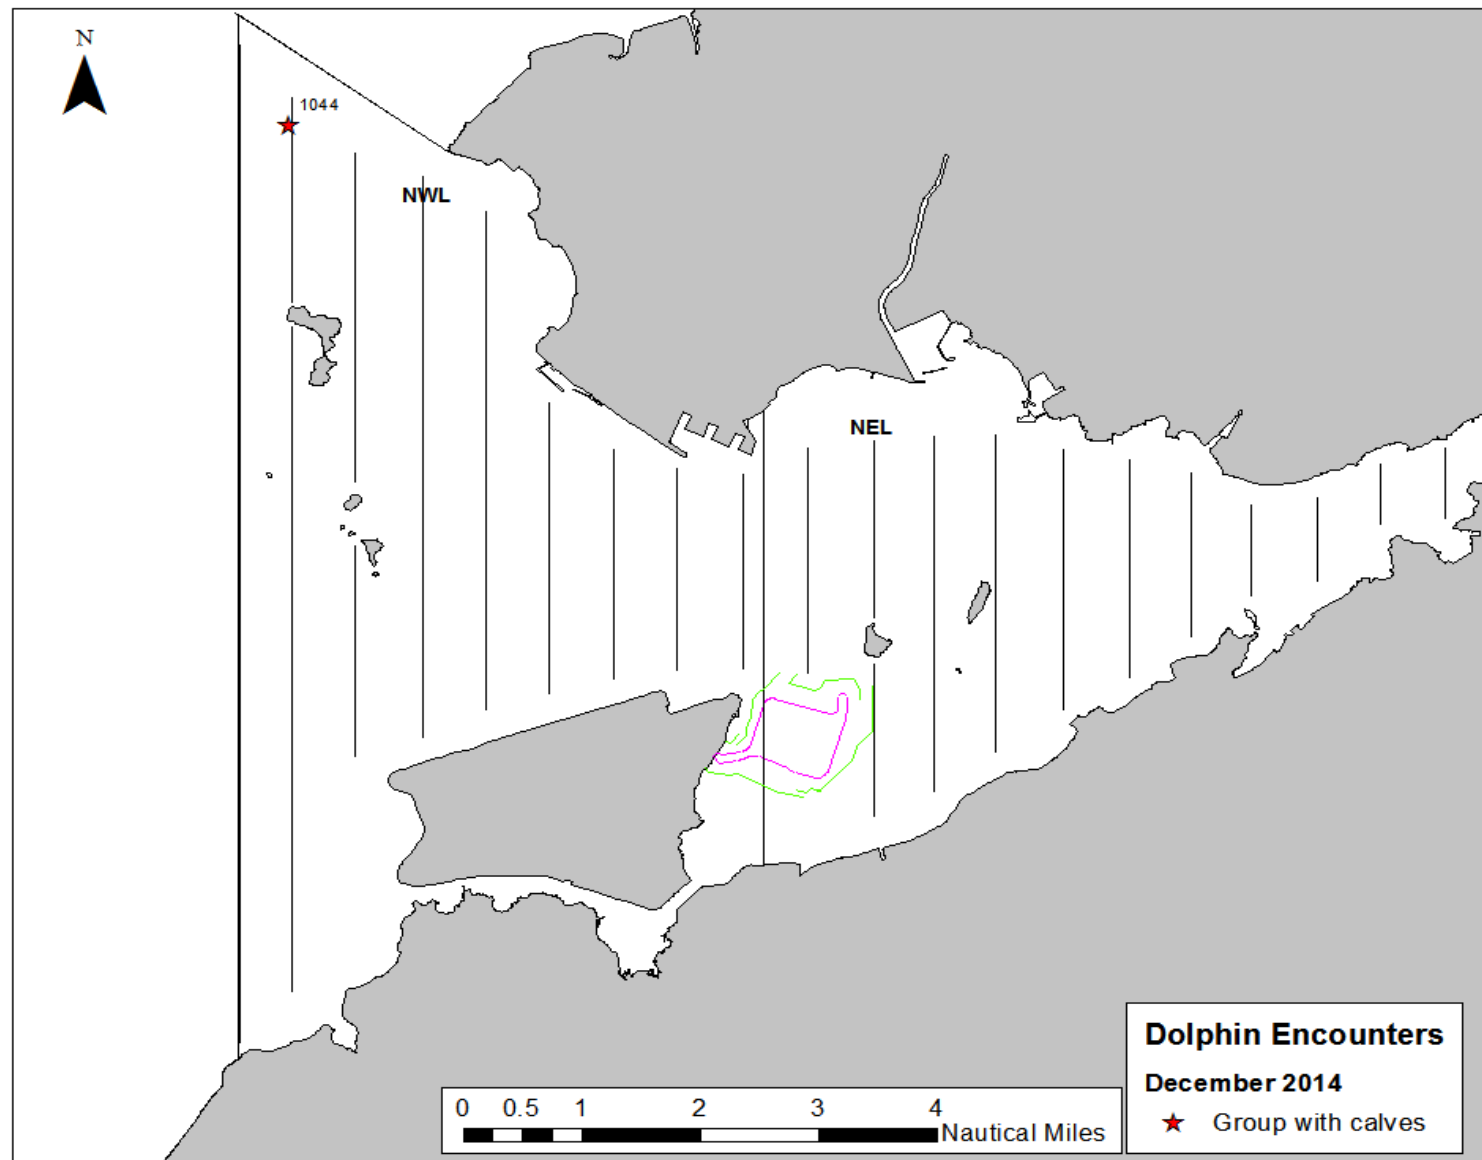 N
1044
NWL
NEL
Dolphin Encounters
December 2014
Group with calves
0 0.5 1 2 3 4
Nautical Miles